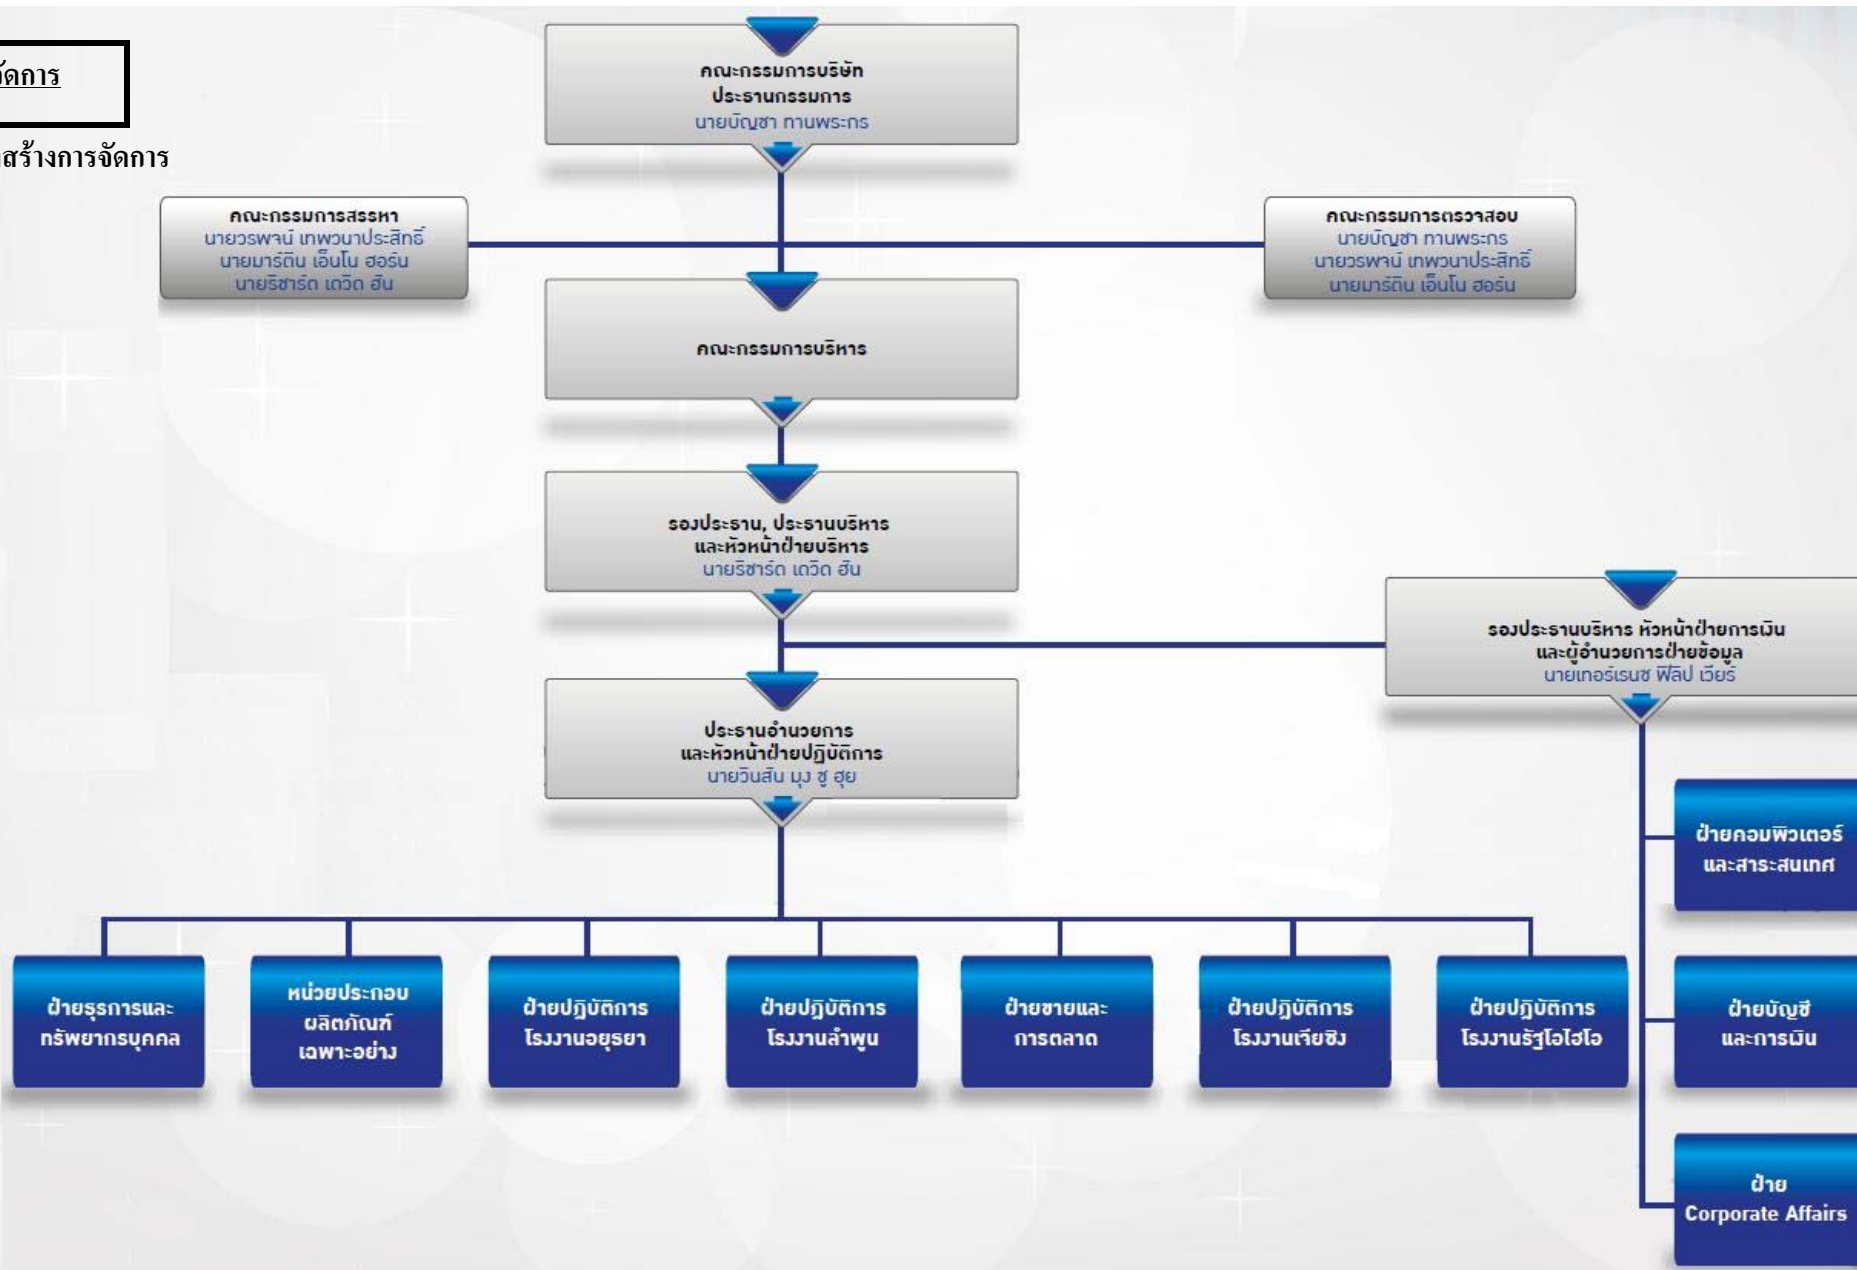 จัดการ
สร้างการจัดการ
คณะกรรมการบริษัท
ประธานกรรมการ
นายบัญชา ทานพระกร
คณะกรรมการสรรหา
นายวรพจน์ เทพวนาประสิทธิ์
นายมาร์ติน เอ็นโน ฮอร์น
นายริชาร์ด เดวิด ฮัน
คณะกรรมการตรวจสอบ
นายบัญชา ทานพระกร
นายวรพจน์ เทพวนาประสิทธิ์
นายมาร์ติน เอ็นโน ฮอร์น
คณะกรรมการบริหาร
รองประธาน, ประธานบริหาร
และหัวหน้าฝ่ายบริหาร
นายริชาร์ด เดวิด ฮัน
รองประธานบริหาร หัวหน้าฝ่ายการเงิน
และผู้อำนวยการฝ่ายข้อมูล
นายเทอร์เรนซ ฟิลิป เวียร์
ประธานอำนวยการ
และหัวหน้าฝ่ายปฏิบัติการ
นายวินสัน มุง ชู ฮุย
ฝ่ายคอมพิวเตอร์
และสาระสนเทศ
ฝ่ายธุรการและ
ทรัพยากรบุคคล
หน่วยประกอบ
ผลิตภัณฑ์
เฉพาะอย่าง
ฝ่ายปฏิบัติการ
โรงงานอยุธยา
ฝ่ายปฏิบัติการ
โรงงานลำพูน
ฝ่ายขายและ
การตลาด
ฝ่ายปฏิบัติการ
โรงงานเจียซิง
ฝ่ายปฏิบัติการ
โรงงานรัฐโอไฮโอ
ฝ่ายบัญชี
และการเงิน
ฝ่าย
Corporate Affairs